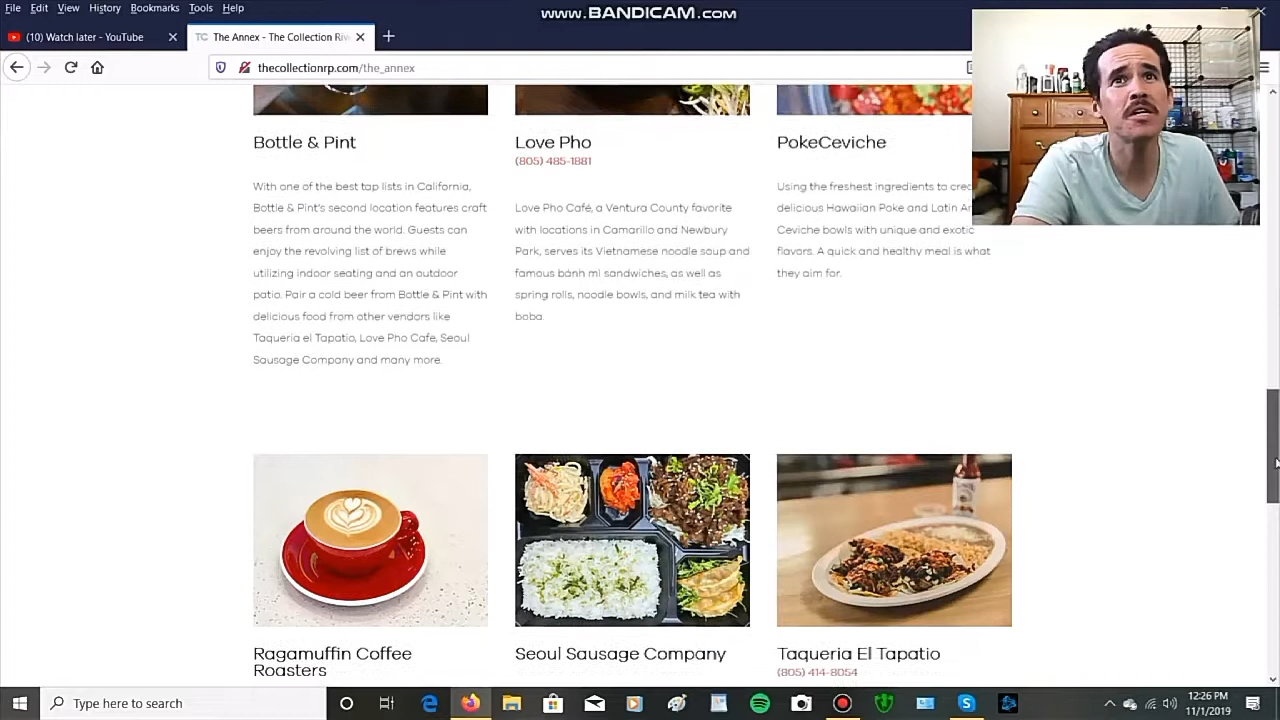 File Edit View History Bookmarks Tools Help
www.BANDICAM.com
(10) Watch later - YouTube
TC The Annex - The Collection Riv
thecollectionrp.com/the_annex
Bottle & Pint
With one of the best tap lists in California,
Bottle & Pint's second location features craft
beers from around the world. Guests can
enjoy the revolving list of brews while
utilizing indoor seating and an outdoor
patio. Pair a cold beer from Bottle & Pint with
delicious food from other vendors like
Taqueria el Tapatio, Love Pho Cafe, Seoul
Sausage Company and many more.
Love Pho
(805) 485-1881
Love Pho Café, a Ventura County favorite
with locations in Camarillo and Newbury
Park, serves its Vietnamese noodle soup and
famous bánh mì sandwiches, as well as
spring rolls, noodle bowls, and milk tea with
boba.
PokeCeviche
Using the freshest ingredients to
delicious Hawaiian Poke and Latin
Ceviche bowls with unique and exotic
flavors. A quick and healthy meal is what
they aim for.
Ragamuffin Coffee
Roasters
Seoul Sausage Company
Taqueria El Tapatio
(805) 414-8054
Type here to search
12:26 PM
11/1/2019